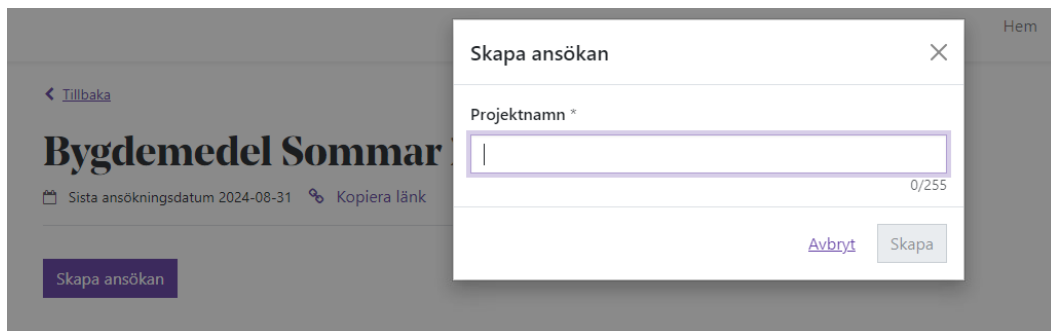 Hem
Skapa ansökan
Tillbaka
Projektnamn *
Bygdemedel Sommar
0/255
Sista ansökningsdatum 2024-08-31 Kopiera länk
Avbryt Skapa
Skapa ansökan